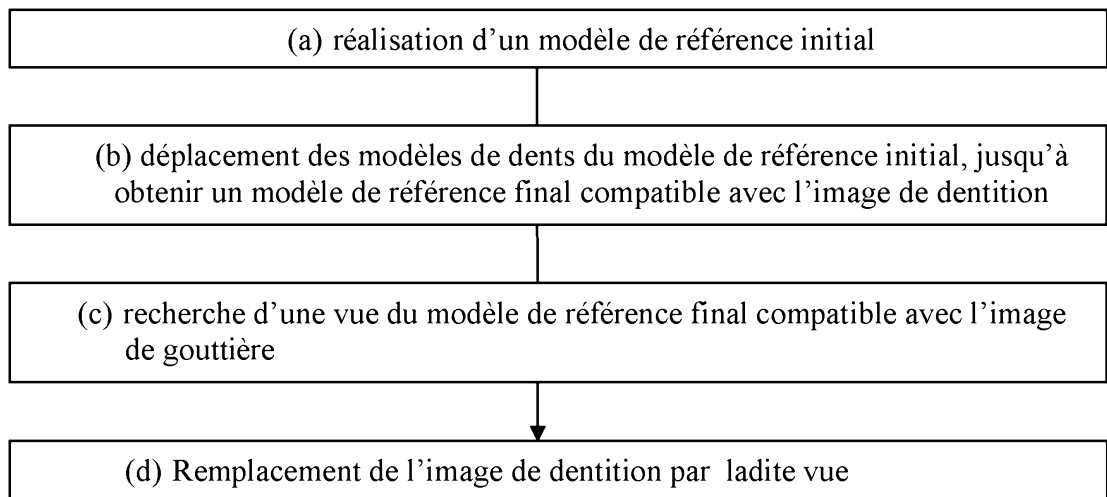 (a) réalisation d'un modèle de référence initial
(b) déplacement des modèles de dents du modèle de référence initial, jusqu'à
obtenir un modèle de référence final compatible avec l'image de dentition
(c) recherche d'une vue du modèle de référence final compatible avec l'image
de gouttière
(d) Remplacement de l'image de dentition par ladite vue